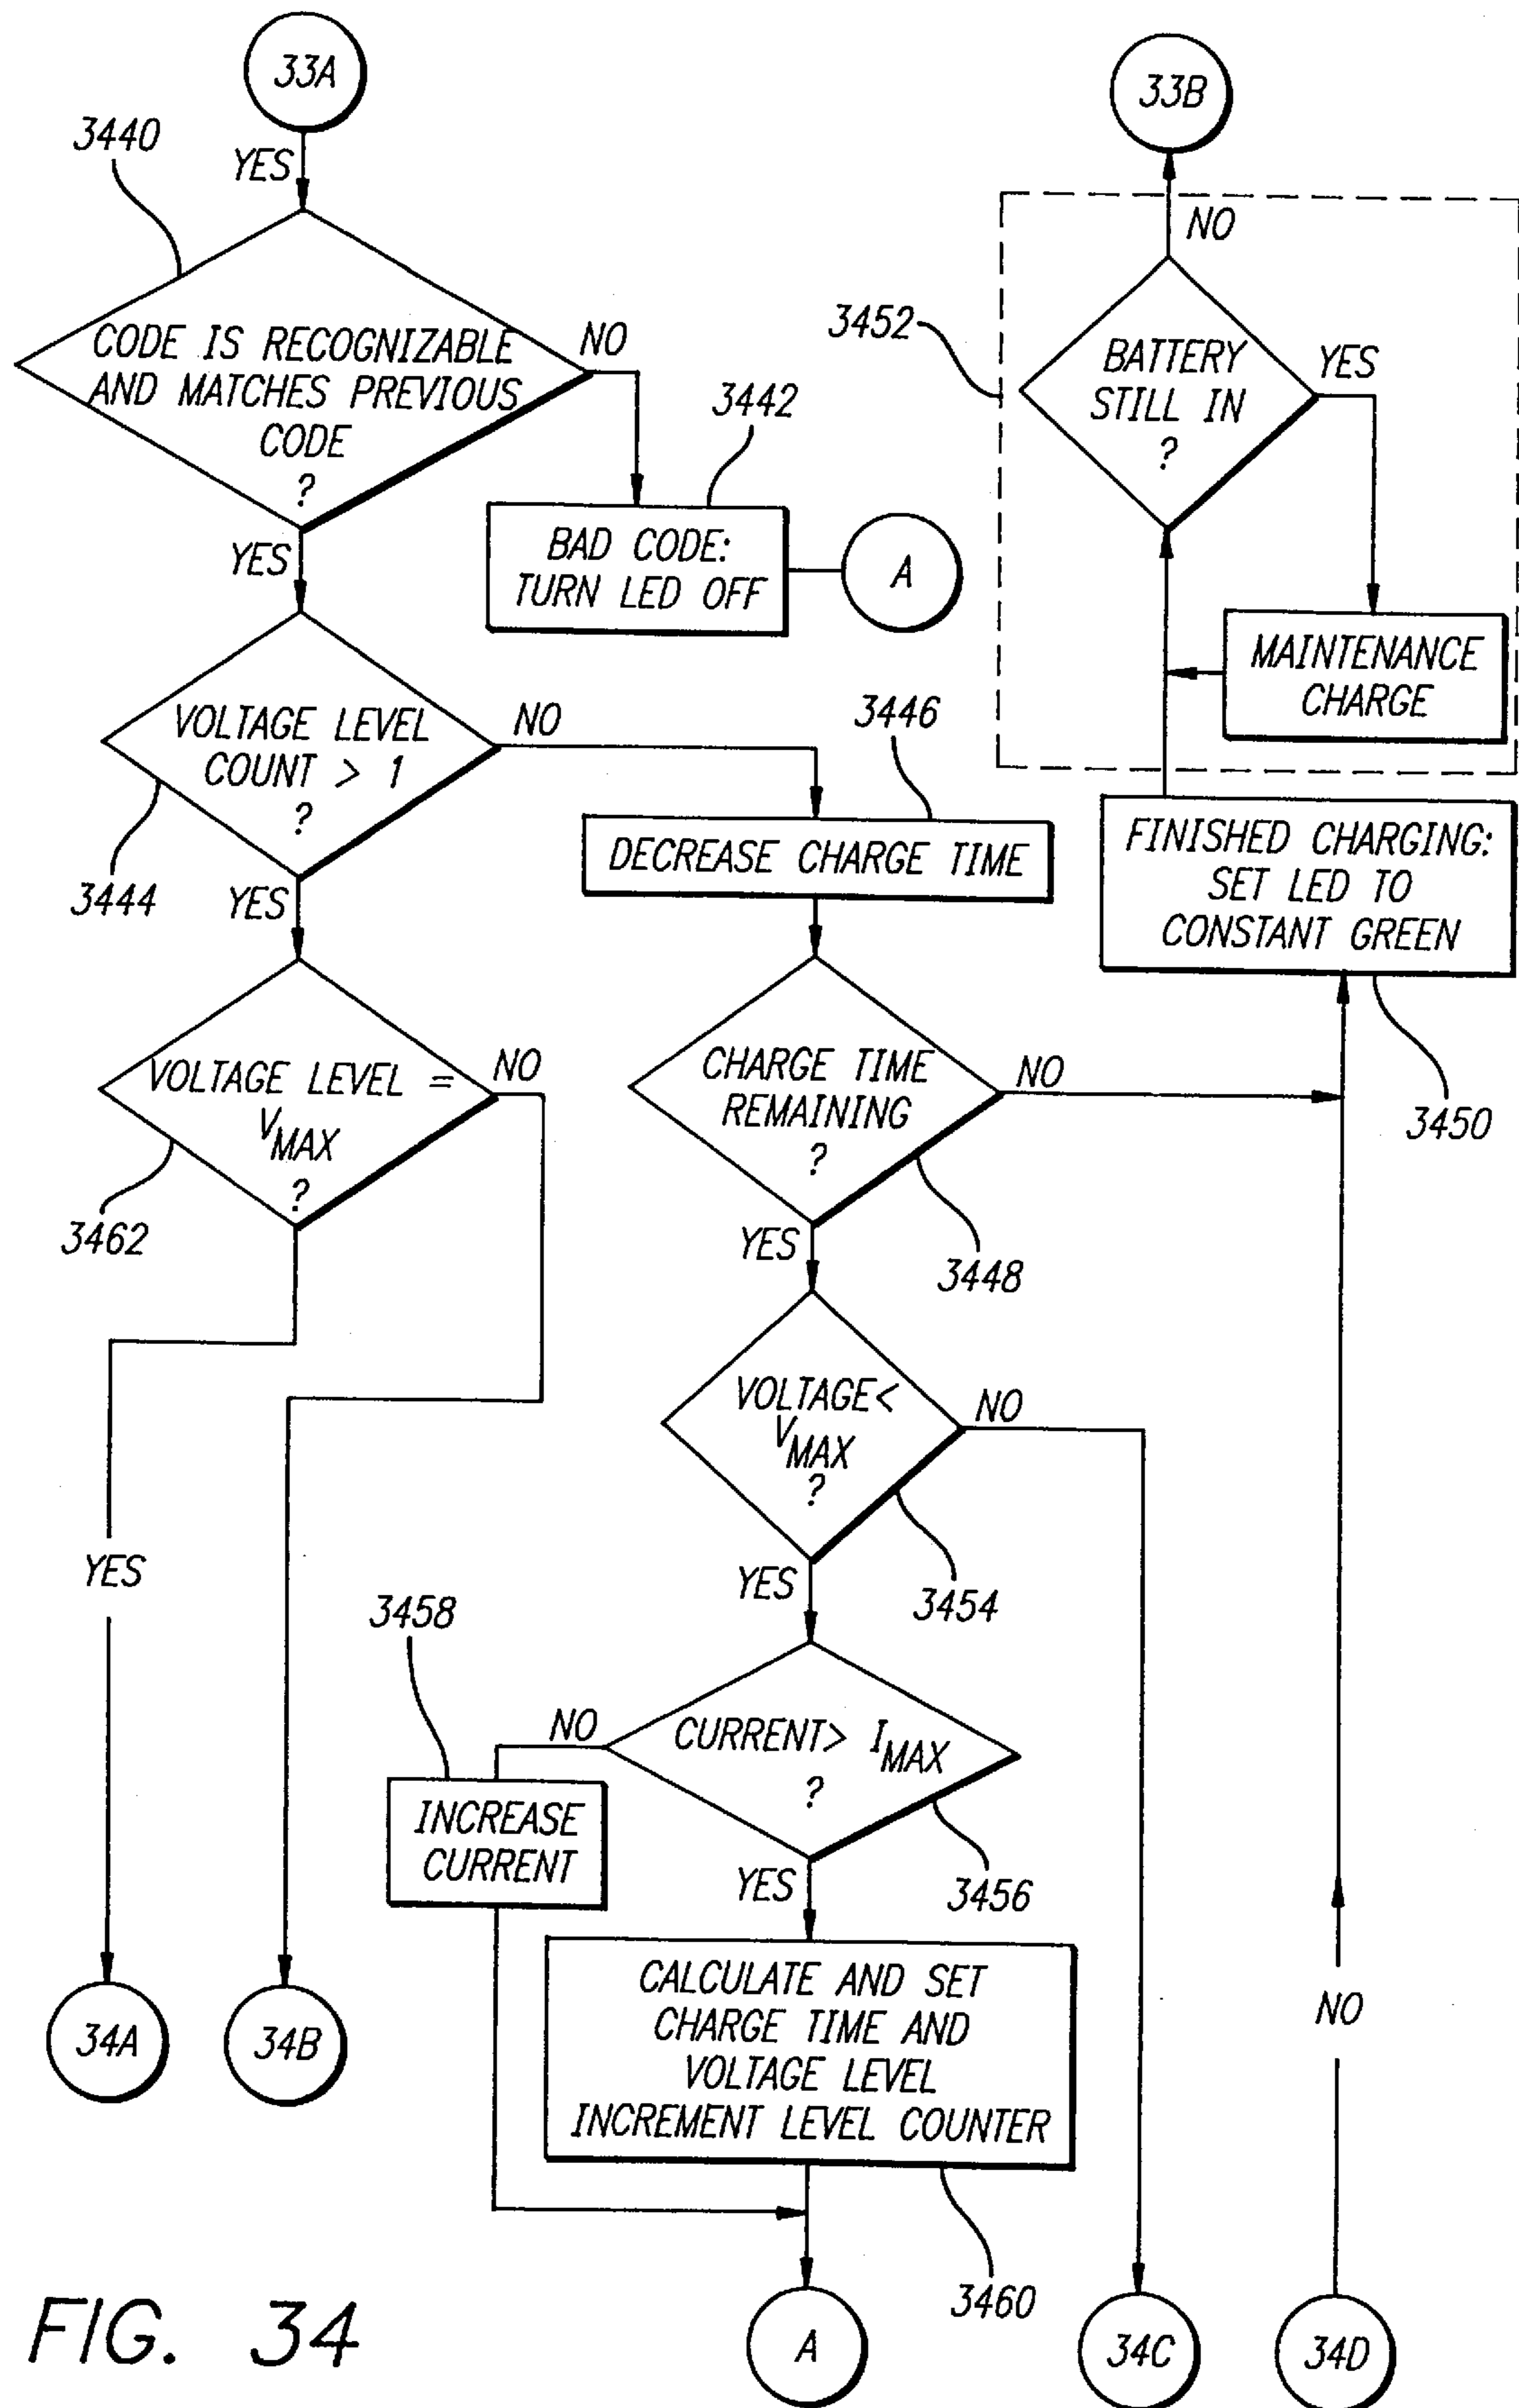 33A
YES
3440
CODE IS RECOGNIZABLE
AND MATCHES PREVIOUS
CODE
?
NO
3442
BAD CODE:
TURN LED OFF
A
YES
VOLTAGE LEVEL
COUNT > 1
?
3444
NO
3446
DECREASE CHARGE TIME
YES
VOLTAGE LEVEL =
VMAX
?
3462
NO
YES
34A
34B
CHARGE TIME
REMAINING
?
NO
3448
YES
VOLTAGE<
VMAX
?
NO
3454
YES
CURRENT> IMAX
?
NO
3458
INCREASE
CURRENT
3456
YES
CALCULATE AND SET
CHARGE TIME AND
VOLTAGE LEVEL
INCREMENT LEVEL COUNTER
3460
A
33B
NO
3452
BATTERY
STILL IN
?
YES
MAINTENANCE
CHARGE
FINISHED CHARGING:
SET LED TO
CONSTANT GREEN
3450
NO
34C
34D
FIG. 34